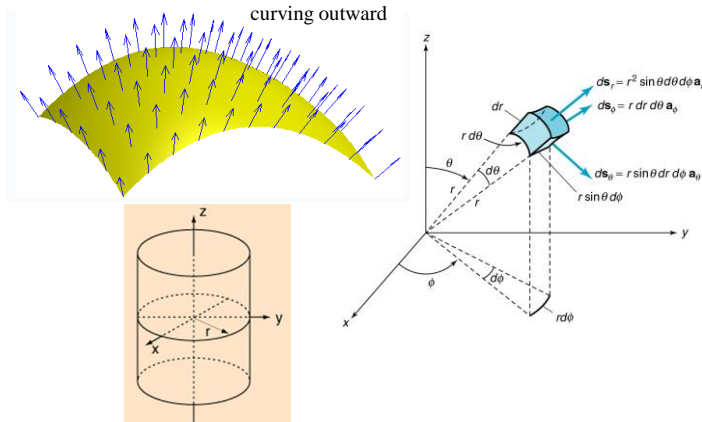 curving outward
z
ds_r = r² sin θ dθ dϕ a
dr
ds_ϕ = r dr dθ a_ϕ
r dθ
θ
dθ
ds_θ = r sin θ dr dϕ a_θ
r
r
r sin θ dϕ
y
ϕ
dϕ
x
rdϕ
z
y
r
x